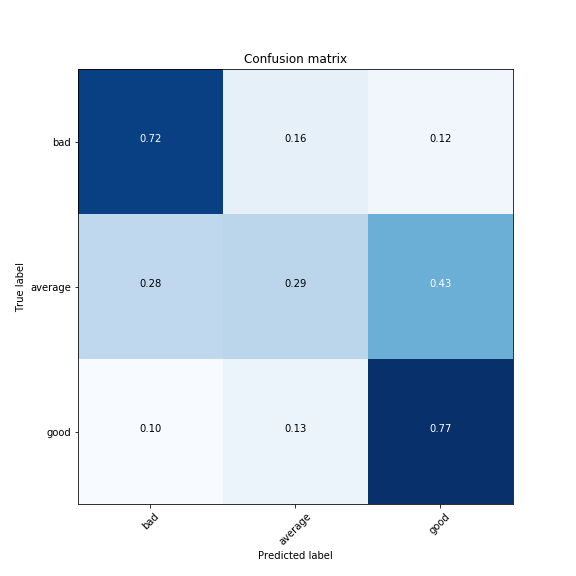 Confusion matrix
True label
bad
0.72 0.16 0.12
average
0.28 0.29 0.43
good
0.10 0.13 0.77
bad average good
Predicted label